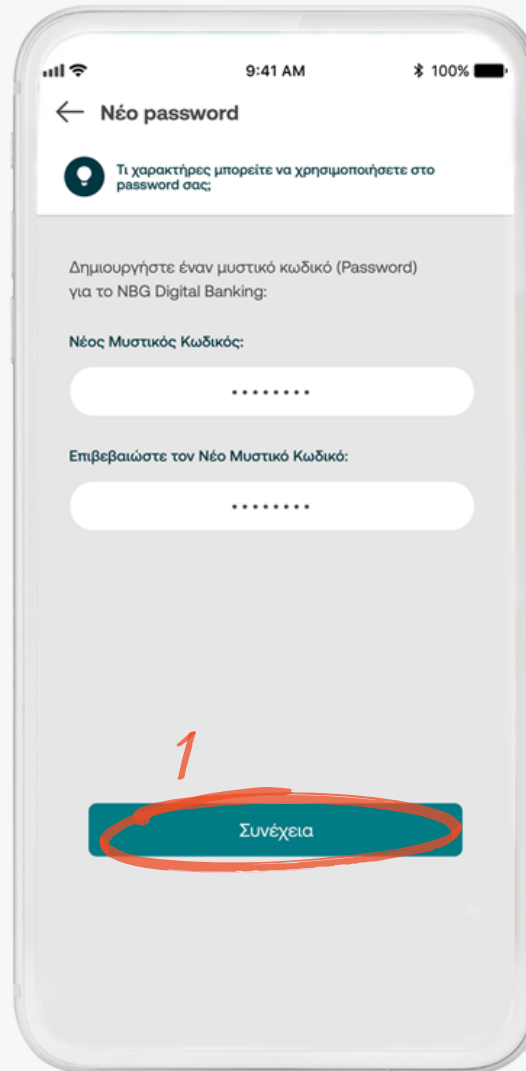 9:41 AM
100%
Νέο password
Τι χαρακτήρες μπορείτε να χρησιμοποιήσετε στο
password σας;
Δημιουργήστε έναν μυστικό κωδικό (Password)
για το NBG Digital Banking:
Νέος Μυστικός Κωδικός:
........
Επιβεβαιώστε τον Νέο Μυστικό Κωδικό:
........
1
Συνέχεια